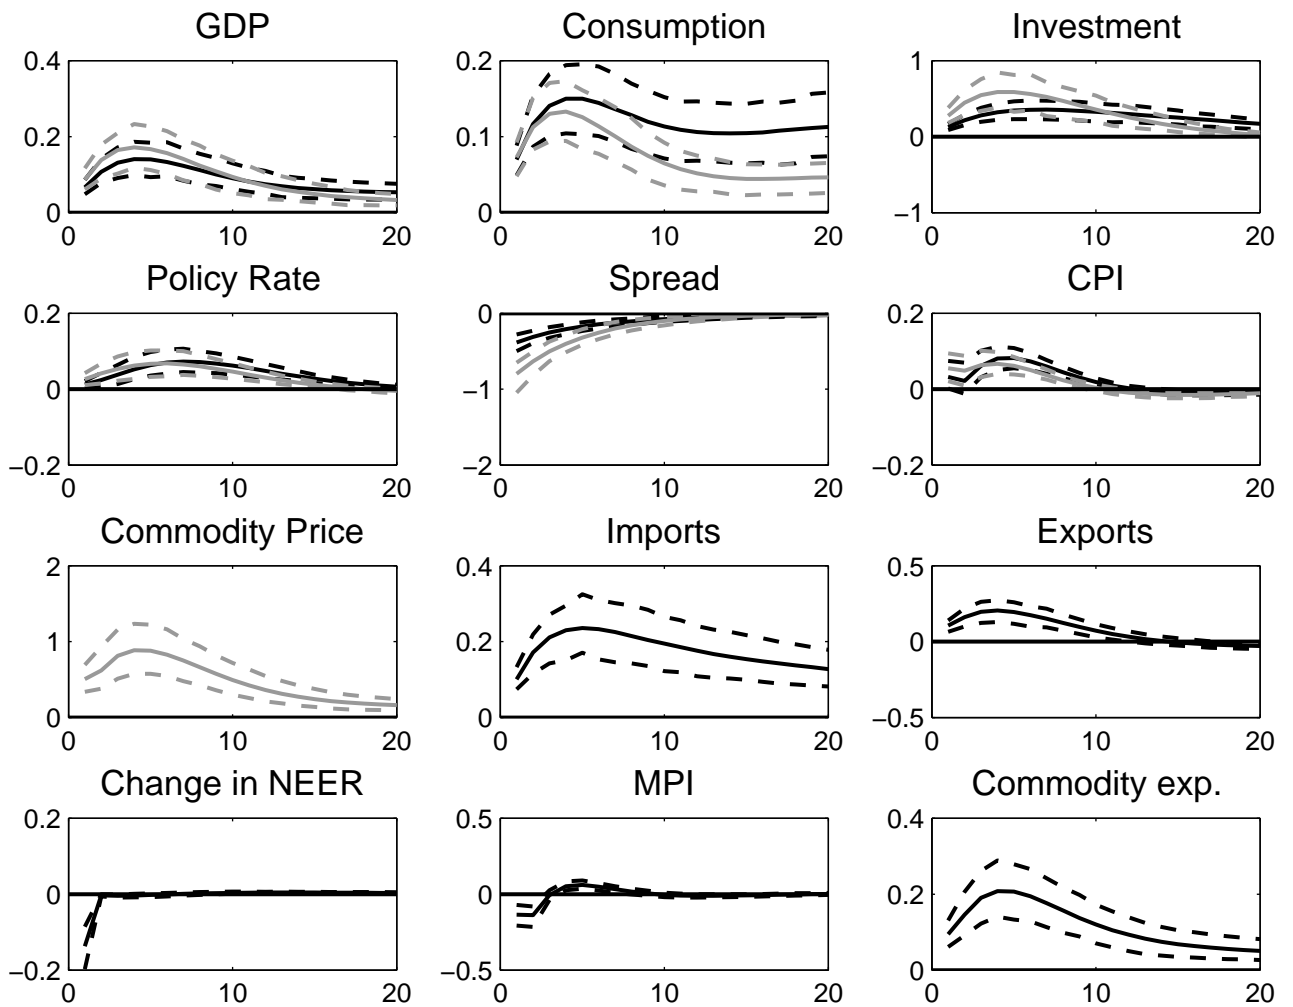 GDP Consumption Investment
0.4 0.2 1
0.2 0.1 0
0 0 −1
0 10 20 0 10 20 0 10 20
Policy Rate Spread CPI
0.2 0 0.2
0 −1 0
−0.2 −2 −0.2
0 10 20 0 10 20 0 10 20
Commodity Price Imports Exports
2 0.4 0.5
1 0.2 0
0 0 −0.5
0 10 20 0 10 20 0 10 20
Change in NEER MPI Commodity exp.
0.2 0.5 0.4
0 0 0.2
−0.2 −0.5 0
0 10 20 0 10 20 0 10 20